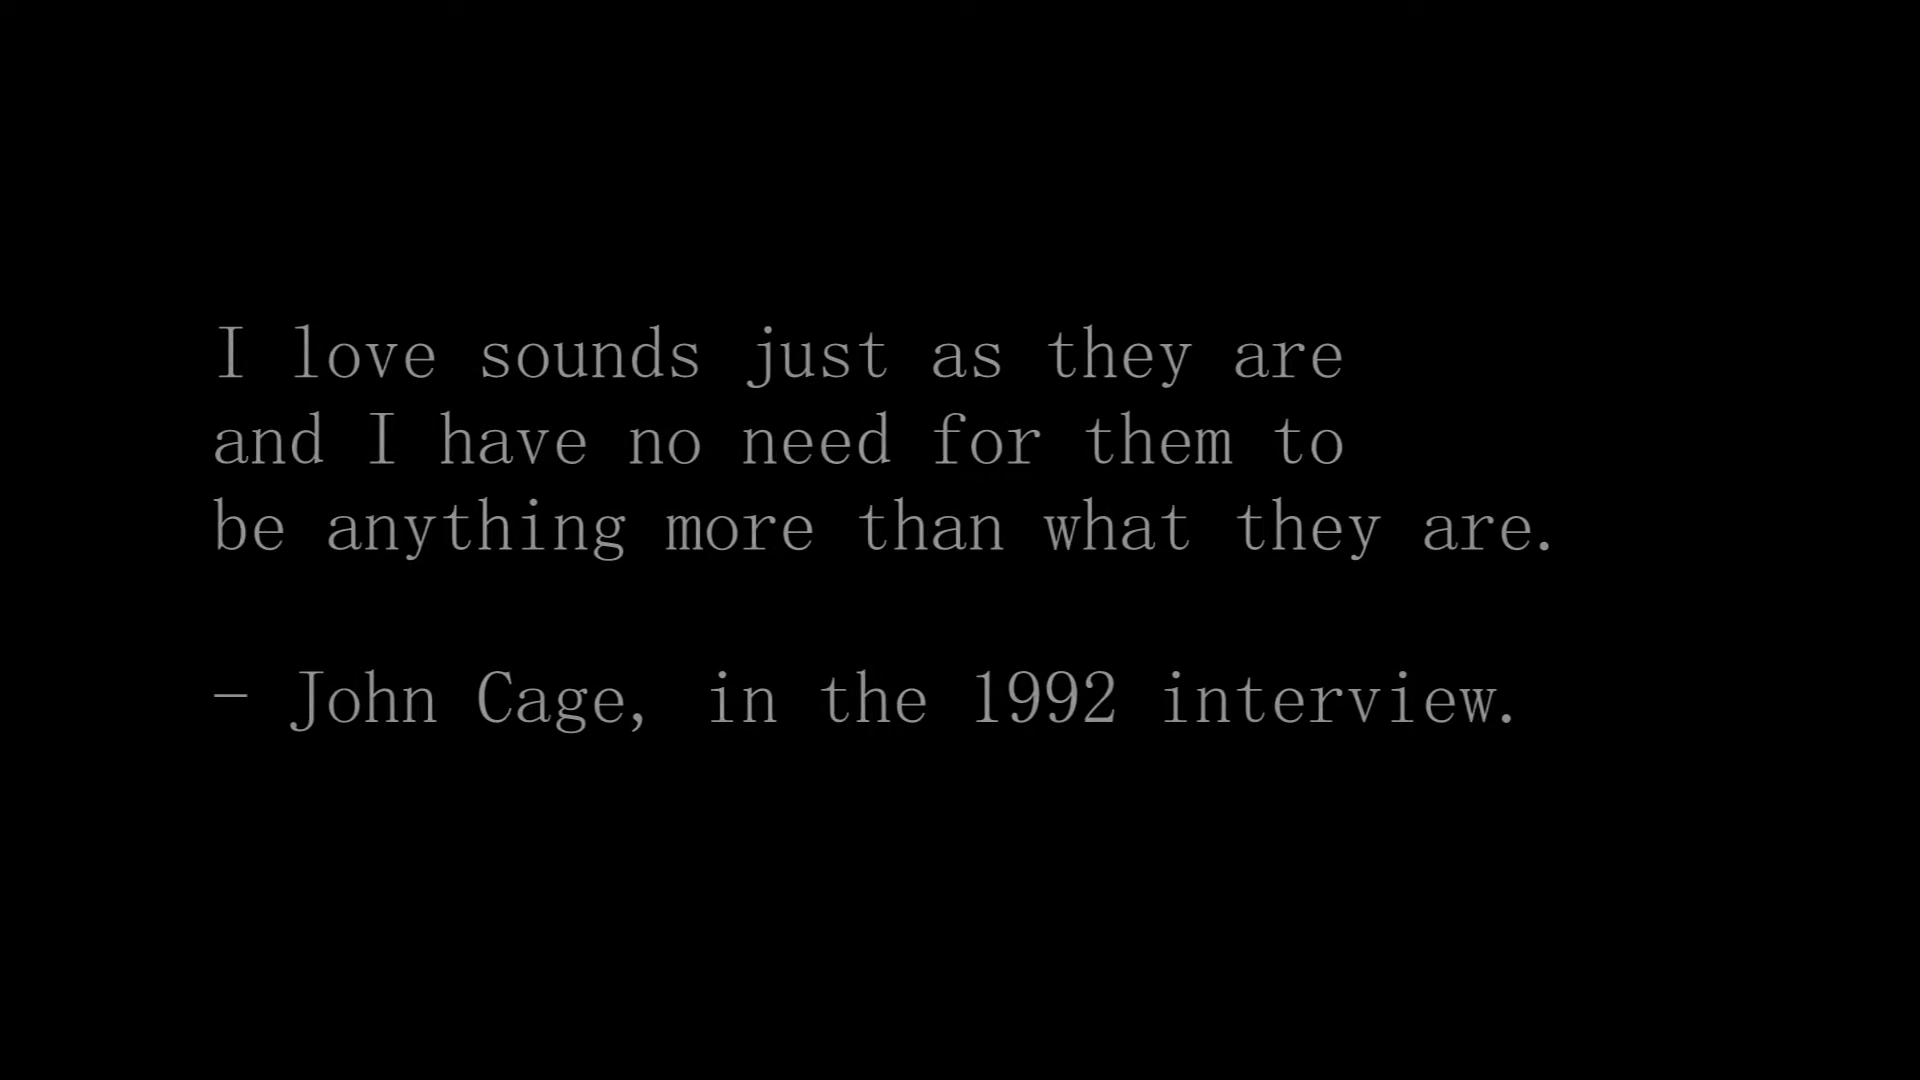 I love sounds just as they are
and I have no need for them to
be anything more than what they are.
- John Cage, in the 1992 interview.